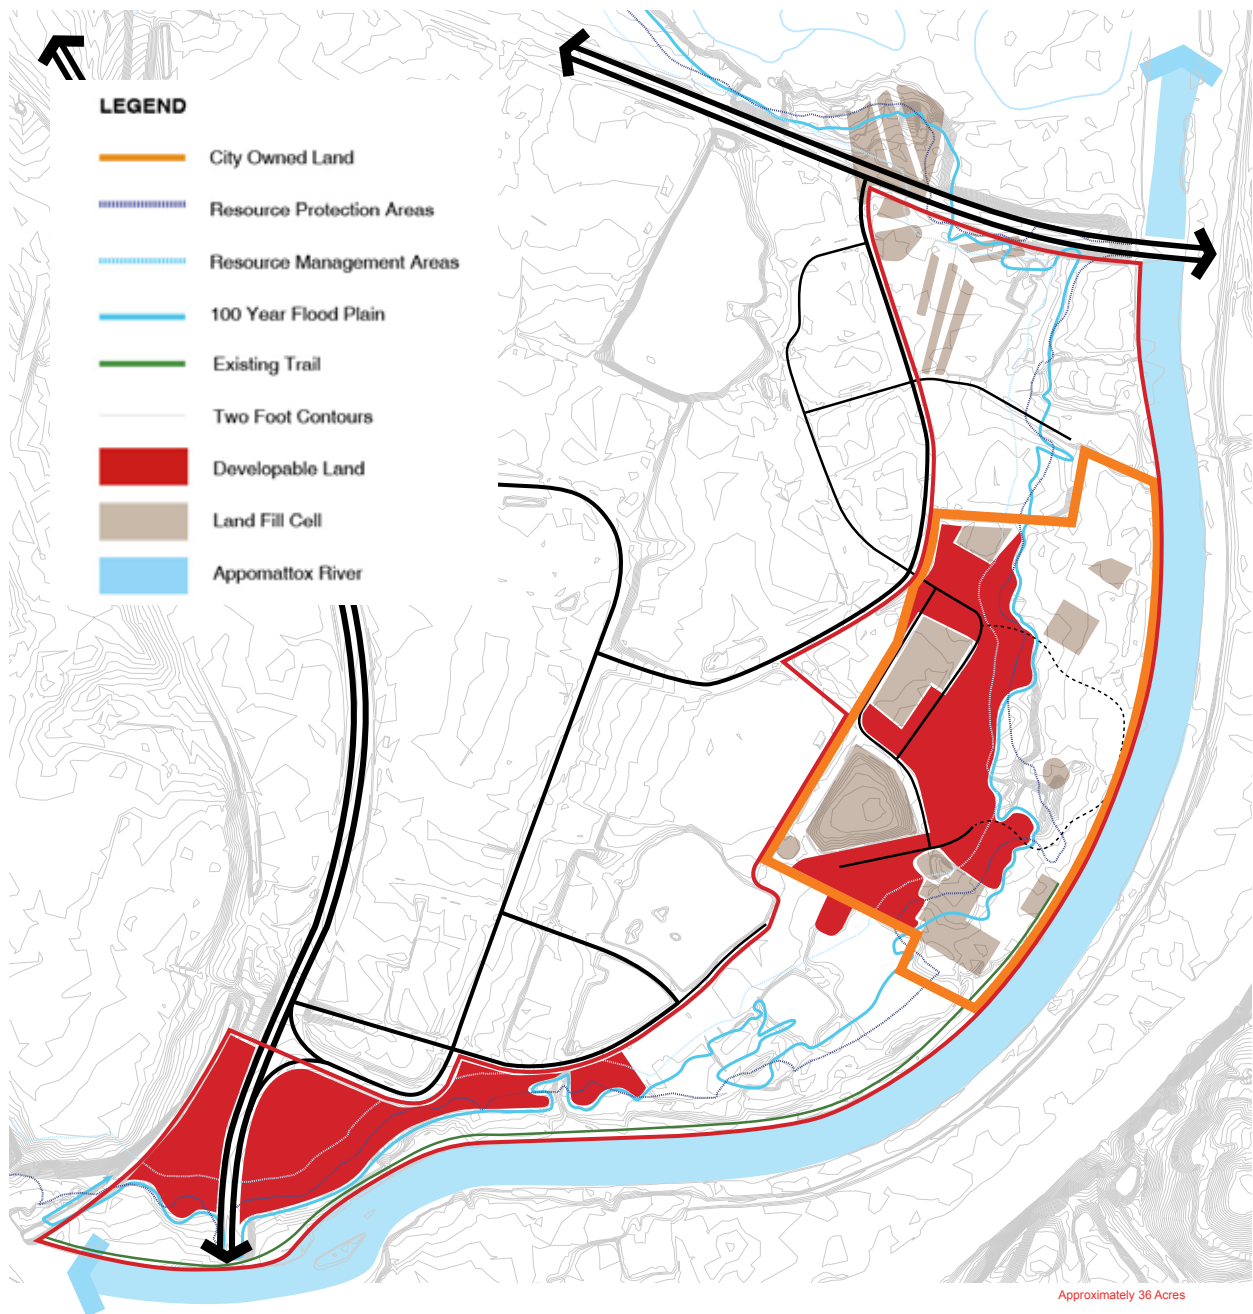 LEGEND
City Owned Land
Resource Protection Areas
Resource Management Areas
100 Year Flood Plain
Existing Trail
Two Foot Contours
Developable Land
Land Fill Cell
Appomattox River
Approximately 36 Acres